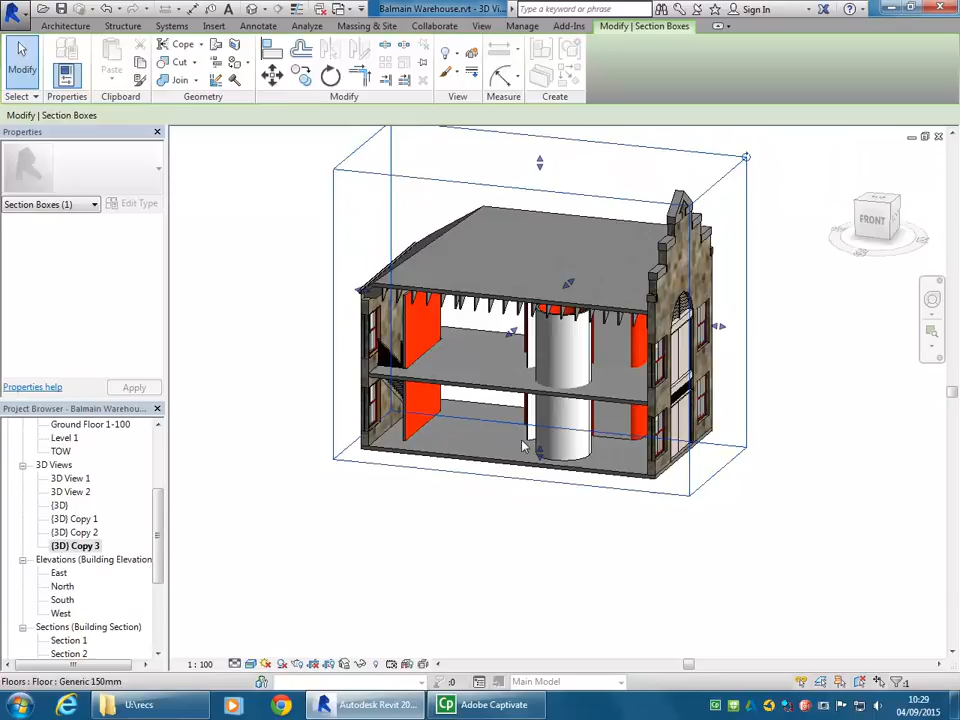 Balmain Warehouse.rvt - 3D Vi...
Type a keyword or phrase
Sign In
Architecture Structure Systems Insert Annotate Analyze Massing & Site Collaborate View Manage Add-Ins Modify | Section Boxes
Modify
Paste
Cope
Cut
Join
Select Properties Clipboard Geometry Modify View Measure Create
Modify | Section Boxes
Properties
Section Boxes (1)
Edit Type
Properties help
Apply
FRONT
Project Browser - Balmain Warehou...
Ground Floor 1-100
Level 1
TOW
3D Views
3D View 1
3D View 2
{3D}
{3D} Copy 1
{3D} Copy 2
{3D} Copy 3
Elevations (Building Elevation
East
North
South
West
Sections (Building Section)
Section 1
Section 2
1 : 100
Floors : Floor : Generic 150mm
:0
Main Model
:1
U:\recs
Autodesk Revit 20...
Cp
Adobe Captivate
10:29
04/09/2015